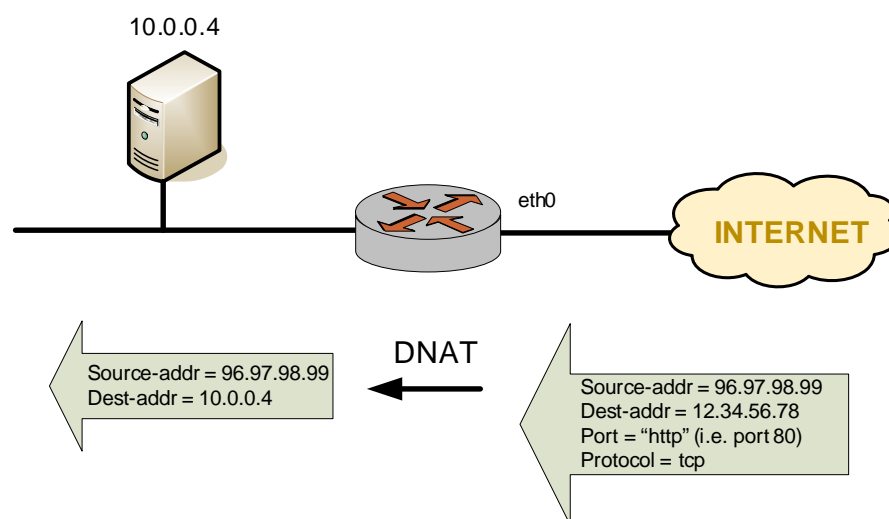 10.0.0.4
eth0
INTERNET
DNAT
Source-addr = 96.97.98.99
Dest-addr = 10.0.0.4
Source-addr = 96.97.98.99
Dest-addr = 12.34.56.78
Port = “http” (i.e. port 80)
Protocol = tcp